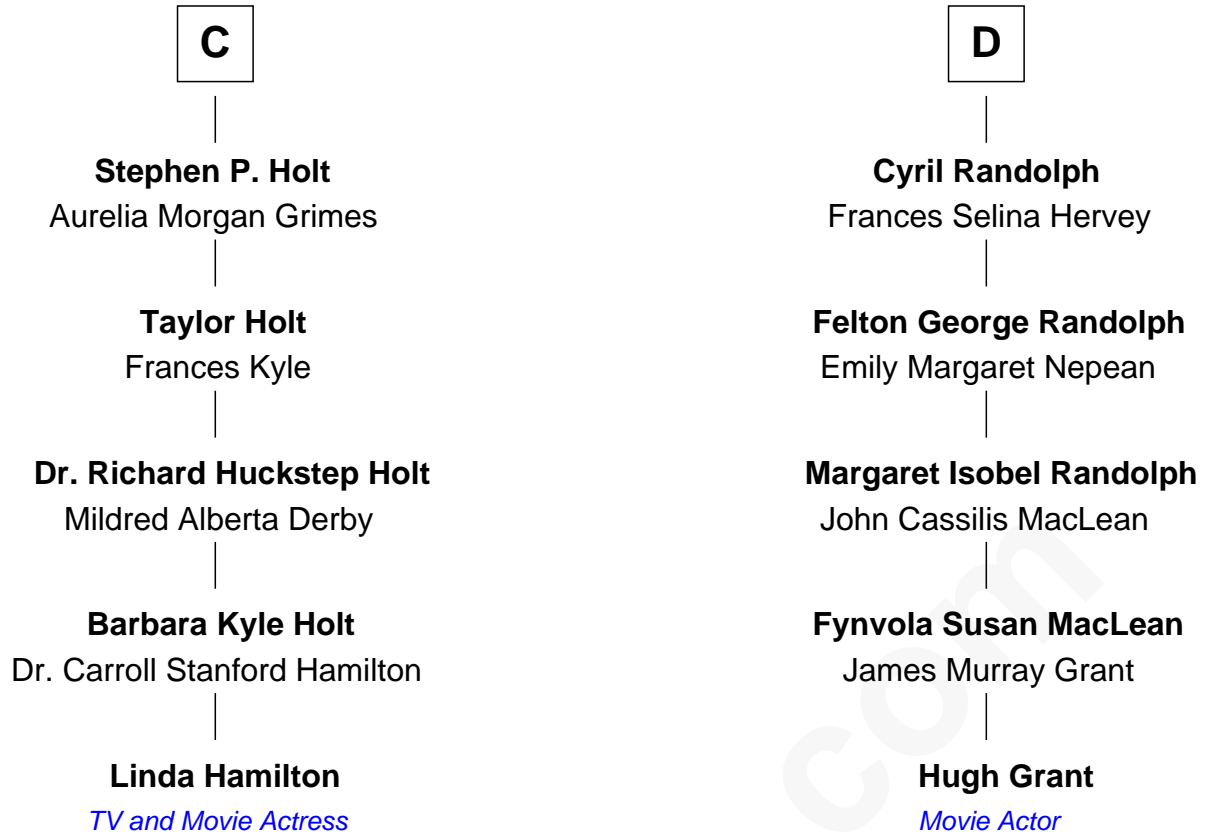 C
Stephen P. Holt
Aurelia Morgan Grimes
Taylor Holt
Frances Kyle
Dr. Richard Huckstep Holt
Mildred Alberta Derby
Barbara Kyle Holt
Dr. Carroll Stanford Hamilton
Linda Hamilton
TV and Movie Actress
D
Cyril Randolph
Frances Selina Hervey
Felton George Randolph
Emily Margaret Nepean
Margaret Isobel Randolph
John Cassilis MacLean
Fynvola Susan MacLean
James Murray Grant
Hugh Grant
Movie Actor
com